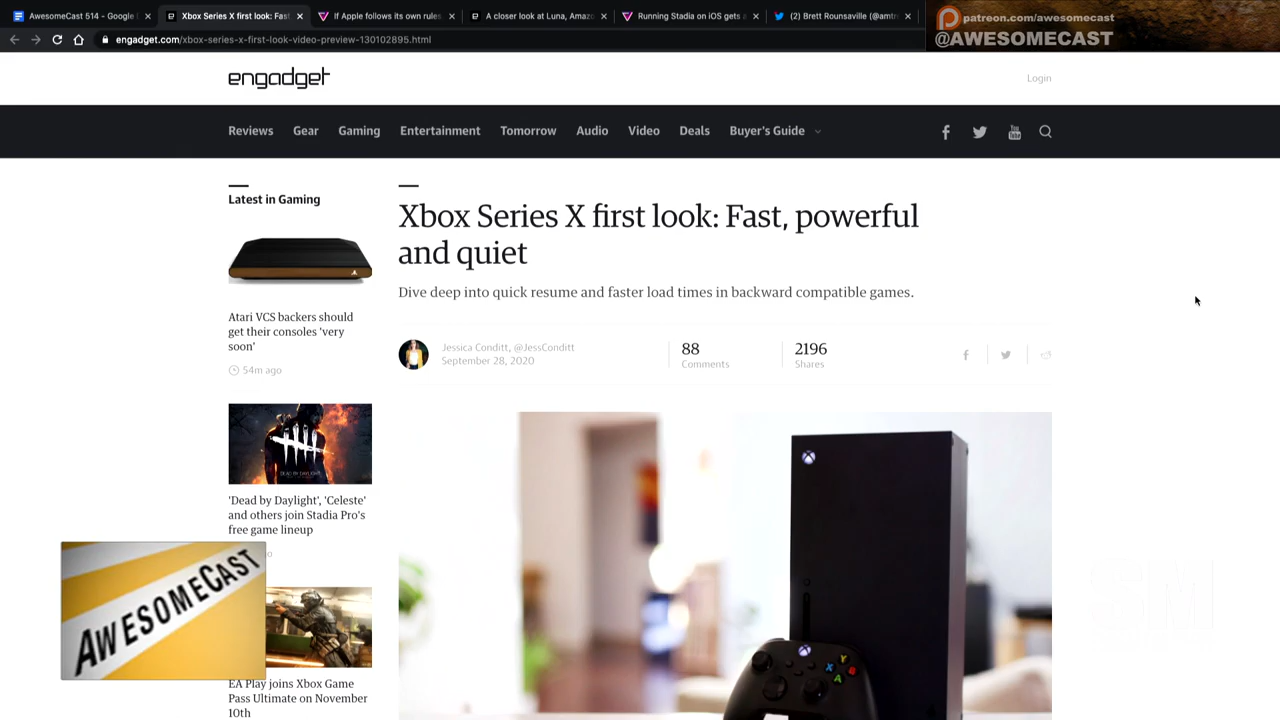 AwesomeCast 514 - Google
Xbox Series X first look: Fast
If Apple follows its own rules
A closer look at Luna, Amazo
Running Stadia on iOS gets a
(2) Brett Rounsaville (@amtr
patreon.com/awesomecast
@AWESOMECAST
engadget.com/xbox-series-x-first-look-video-preview-130102895.html
engadget
Login
Reviews Gear Gaming Entertainment Tomorrow Audio Video Deals Buyer's Guide
Latest in Gaming
Atari VCS backers should
get their consoles 'very
soon'
54m ago
'Dead by Daylight', 'Celeste'
and others join Stadia Pro's
free game lineup
EA Play joins Xbox Game
Pass Ultimate on November
10th
Xbox Series X first look: Fast, powerful
and quiet
Dive deep into quick resume and faster load times in backward compatible games.
Jessica Conditt, @JessConditt
September 28, 2020
88
Comments
2196
Shares
DEAD BY DAYLIGHT
Y
X
B
A
AWESOMECAST